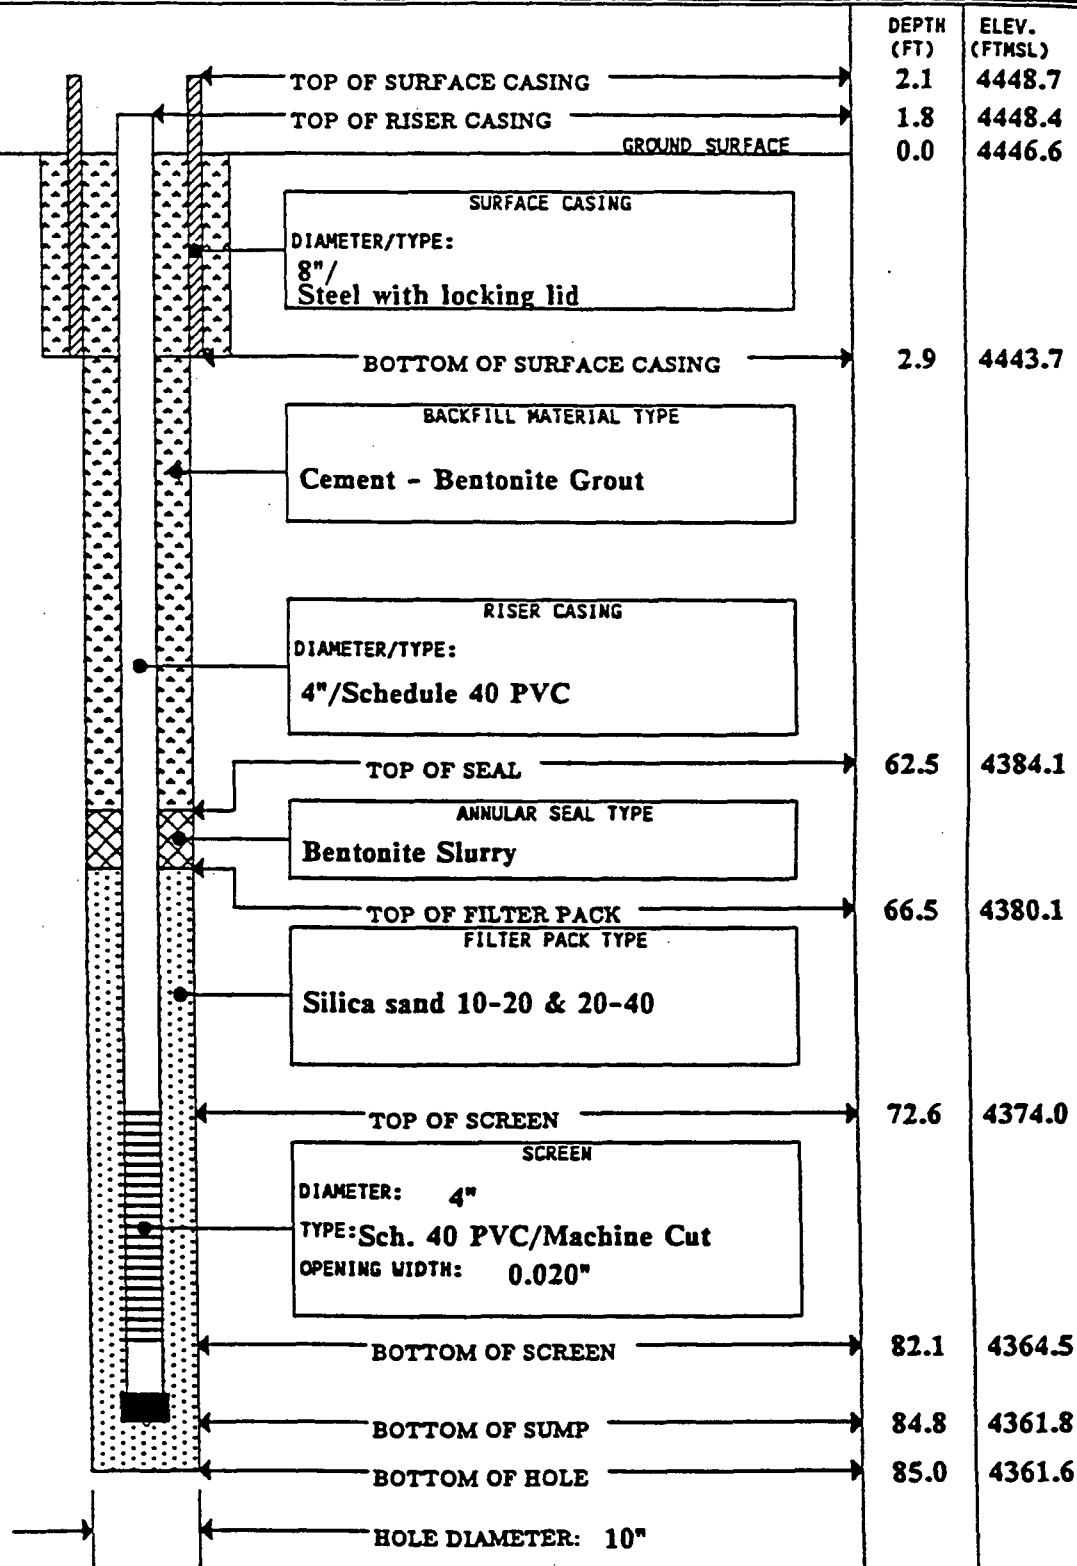 DEPTH ELEV.
(FT) (FTMSL)
TOP OF SURFACE CASING 2.1 4448.7
TOP OF RISER CASING 1.8 4448.4
GROUND SURFACE 0.0 4446.6
SURFACE CASING
DIAMETER/TYPE:
8"/
Steel with locking lid
BOTTOM OF SURFACE CASING 2.9 4443.7
BACKFILL MATERIAL TYPE
Cement - Bentonite Grout
RISER CASING
DIAMETER/TYPE:
4"/Schedule 40 PVC
TOP OF SEAL 62.5 4384.1
ANNULAR SEAL TYPE
Bentonite Slurry
TOP OF FILTER PACK 66.5 4380.1
FILTER PACK TYPE
Silica sand 10-20 & 20-40
TOP OF SCREEN 72.6 4374.0
SCREEN
DIAMETER: 4"
TYPE: Sch. 40 PVC/Machine Cut
OPENING WIDTH: 0.020"
BOTTOM OF SCREEN 82.1 4364.5
BOTTOM OF SUMP 84.8 4361.8
BOTTOM OF HOLE 85.0 4361.6
HOLE DIAMETER: 10"